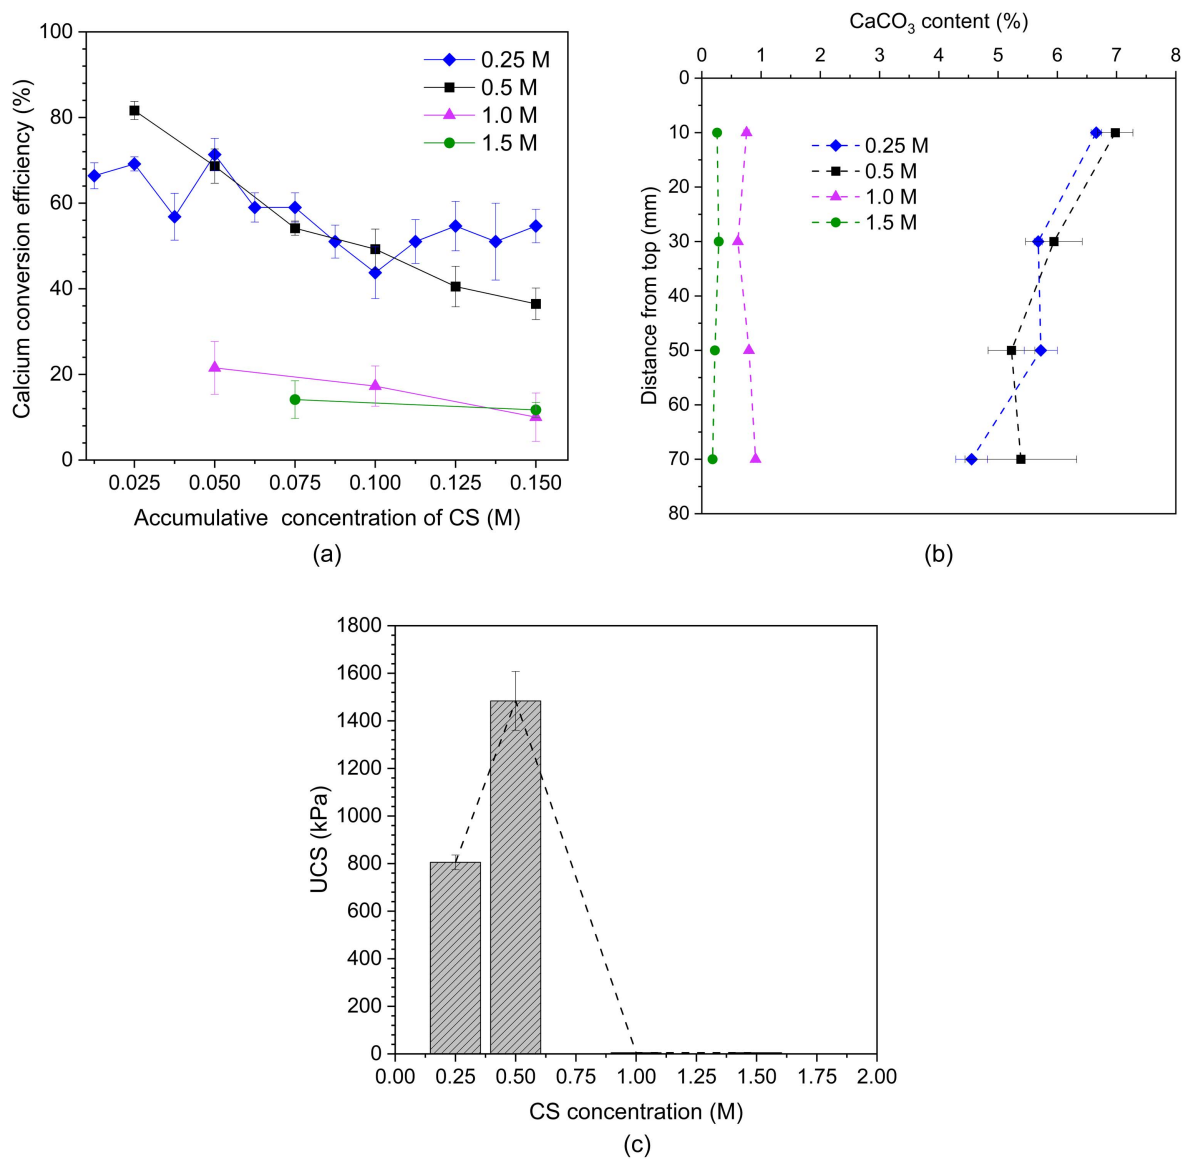 100
80
60
40
20
0
Calcium conversion efficiency (%)
0.25 M
0.5 M
1.0 M
1.5 M
0.025 0.050 0.075 0.100 0.125 0.150
Accumulative concentration of CS (M)
(a)
CaCO₃ content (%)
0 1 2 3 4 5 6 7 8
0
10
20
30
40
50
60
70
80
Distance from top (mm)
0.25 M
0.5 M
1.0 M
1.5 M
(b)
1800
1600
1400
1200
1000
800
600
400
200
0
UCS (kPa)
0.00 0.25 0.50 0.75 1.00 1.25 1.50 1.75 2.00
CS concentration (M)
(c)